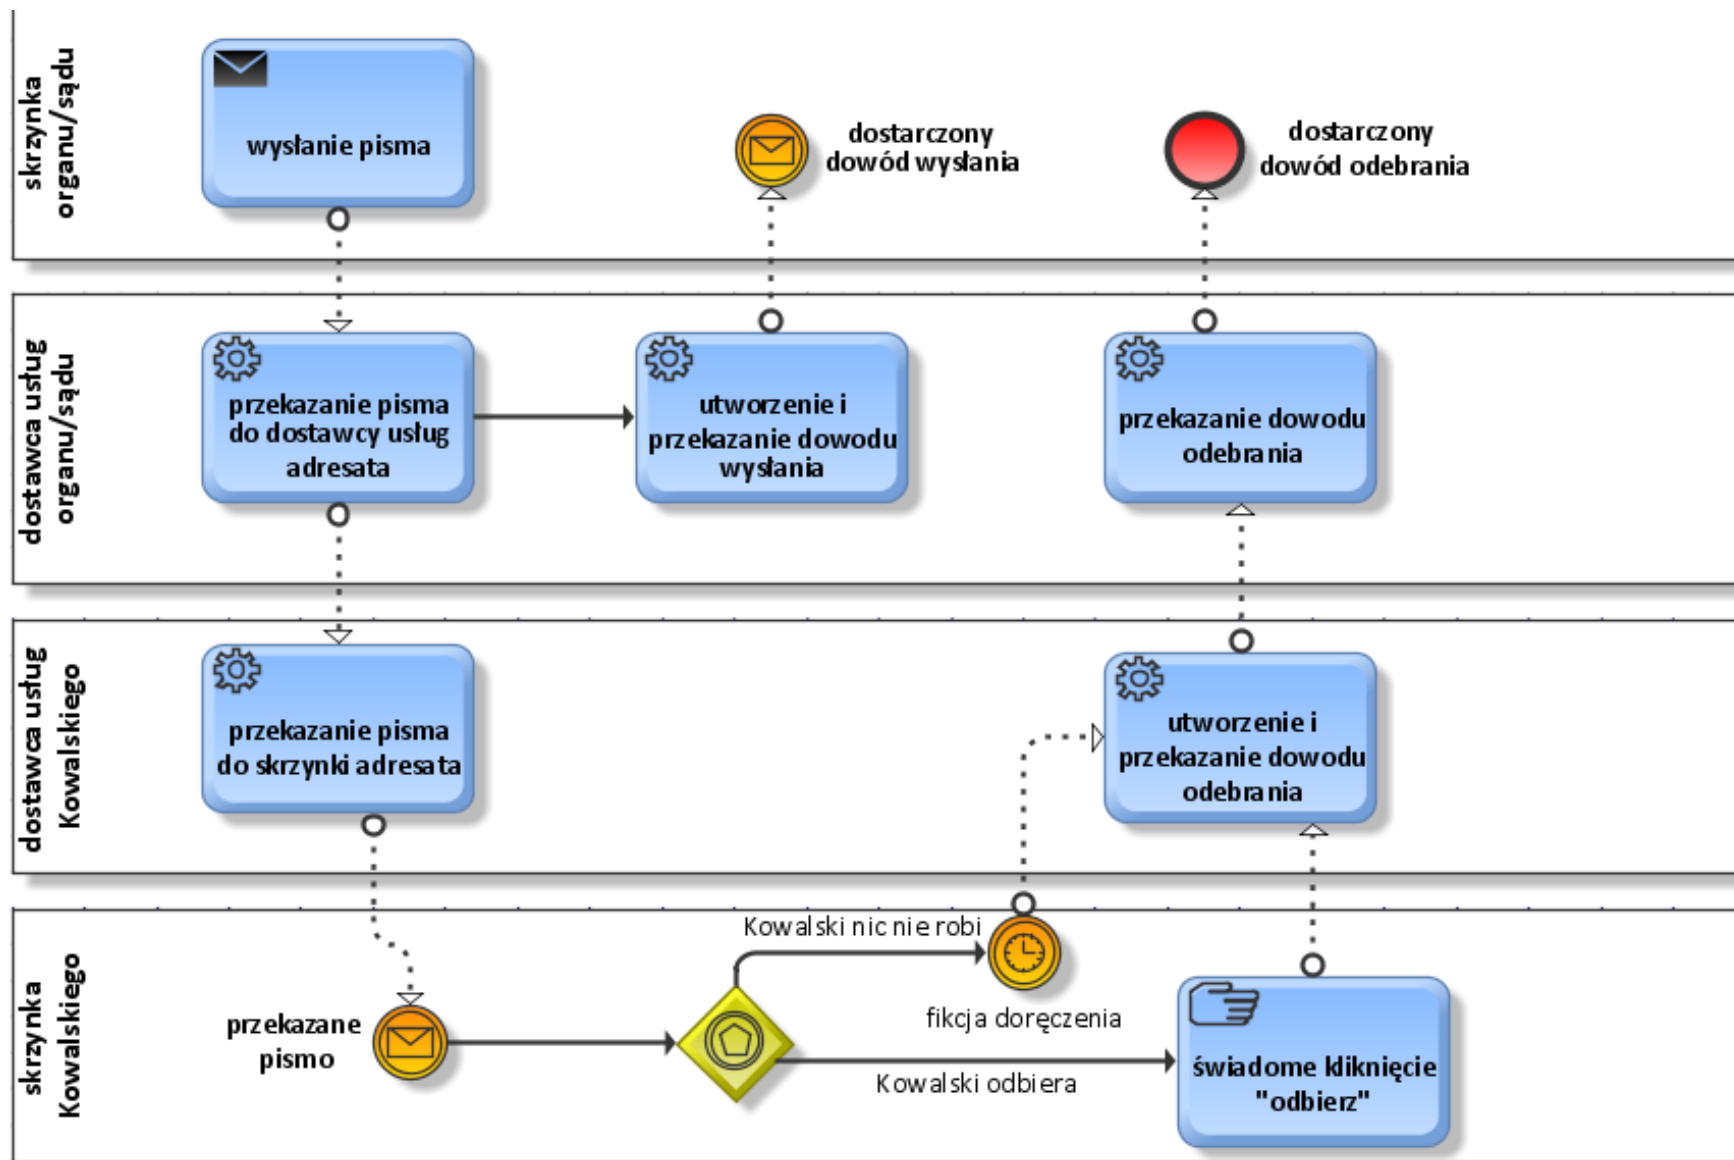 skrzynka
organu/sądu
wysłanie pisma
dostarczony
dowód wysłania
dostarczony
dowód odebrania
dostawca usług
organu/sądu
przekazanie pisma
do dostawcy usług
adresata
utworzenie i
przekazanie dowodu
wysłania
przekazanie dowodu
odebrania
dostawca usług
Kowalskiego
przekazanie pisma
do skrzynki adresata
utworzenie i
przekazanie dowodu
odebrania
skrzynka
Kowalskiego
przekazane
pismo
Kowalski nic nie robi
fikcja doręczenia
Kowalski odbiera
świadome kliknięcie
"odbierz"